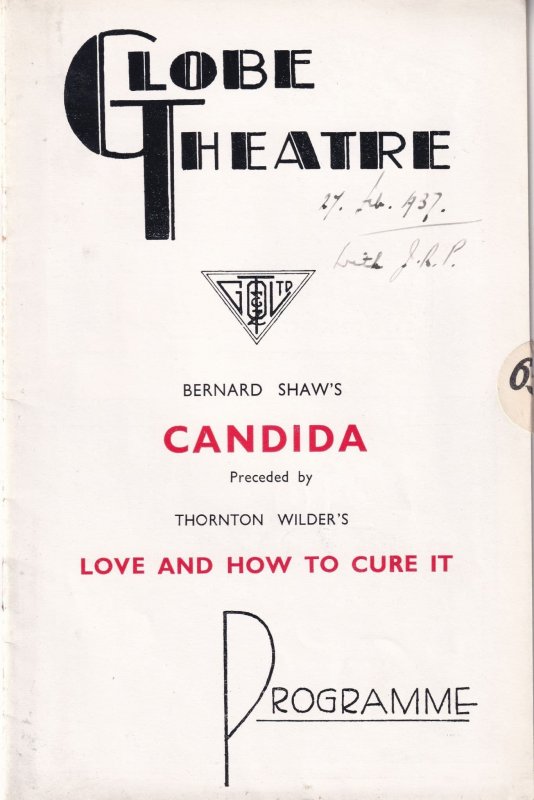 GLOBE
THEATRE
27. Feb. 1937.
with J.R.P.
LTD
BERNARD SHAW'S
CANDIDA
Preceded by
THORNTON WILDER'S
LOVE AND HOW TO CURE IT
PROGRAMME